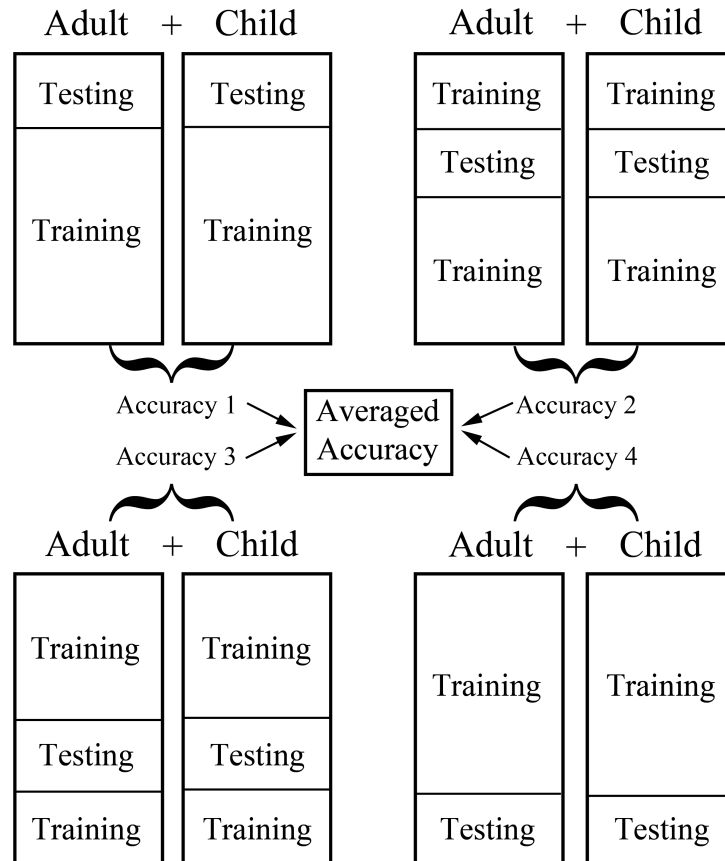 Adult + Child
Adult + Child
Testing
Testing
Training
Training
Training
Training
Testing
Testing
Training
Training
Accuracy 1
Averaged
Accuracy
Accuracy 2
Accuracy 3
Accuracy 4
Adult + Child
Adult + Child
Training
Training
Testing
Testing
Training
Training
Training
Training
Testing
Testing